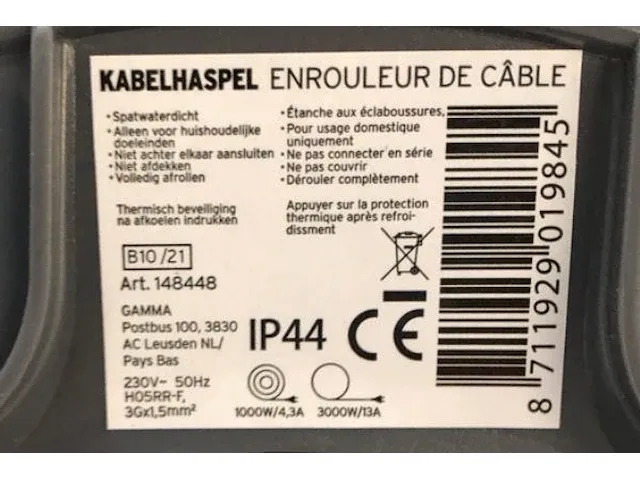 KABELHASPEL ENROULEUR DE CÂBLE
• Spatwaterdicht
• Alleen voor huishoudelijke
doeleinden
• Niet achter elkaar aansluiten
• Niet afdekken
• Volledig afrollen
• Étanche aux éclaboussures,
• Pour usage domestique
uniquement
• Ne pas connecter en série
• Ne pas couvrir
• Dérouler complètement
Thermisch beveiliging
na afkoelen indrukken
Appuyer sur la protection
thermique après refroi-
dissment
B10 /21
Art. 148448
GAMMA
Postbus 100, 3830
AC Leusden NL/
Pays Bas
230V~ 50Hz
H05RR-F,
3Gx1,5mm²
IP44 CE
1000W/4,3A 3000W/13A
8 711929 019845